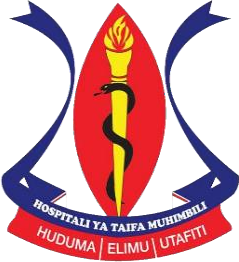 HOSPITALI YA TAIFA MUHIMBILI
HUDUMA | ELIMU | UTAFITI